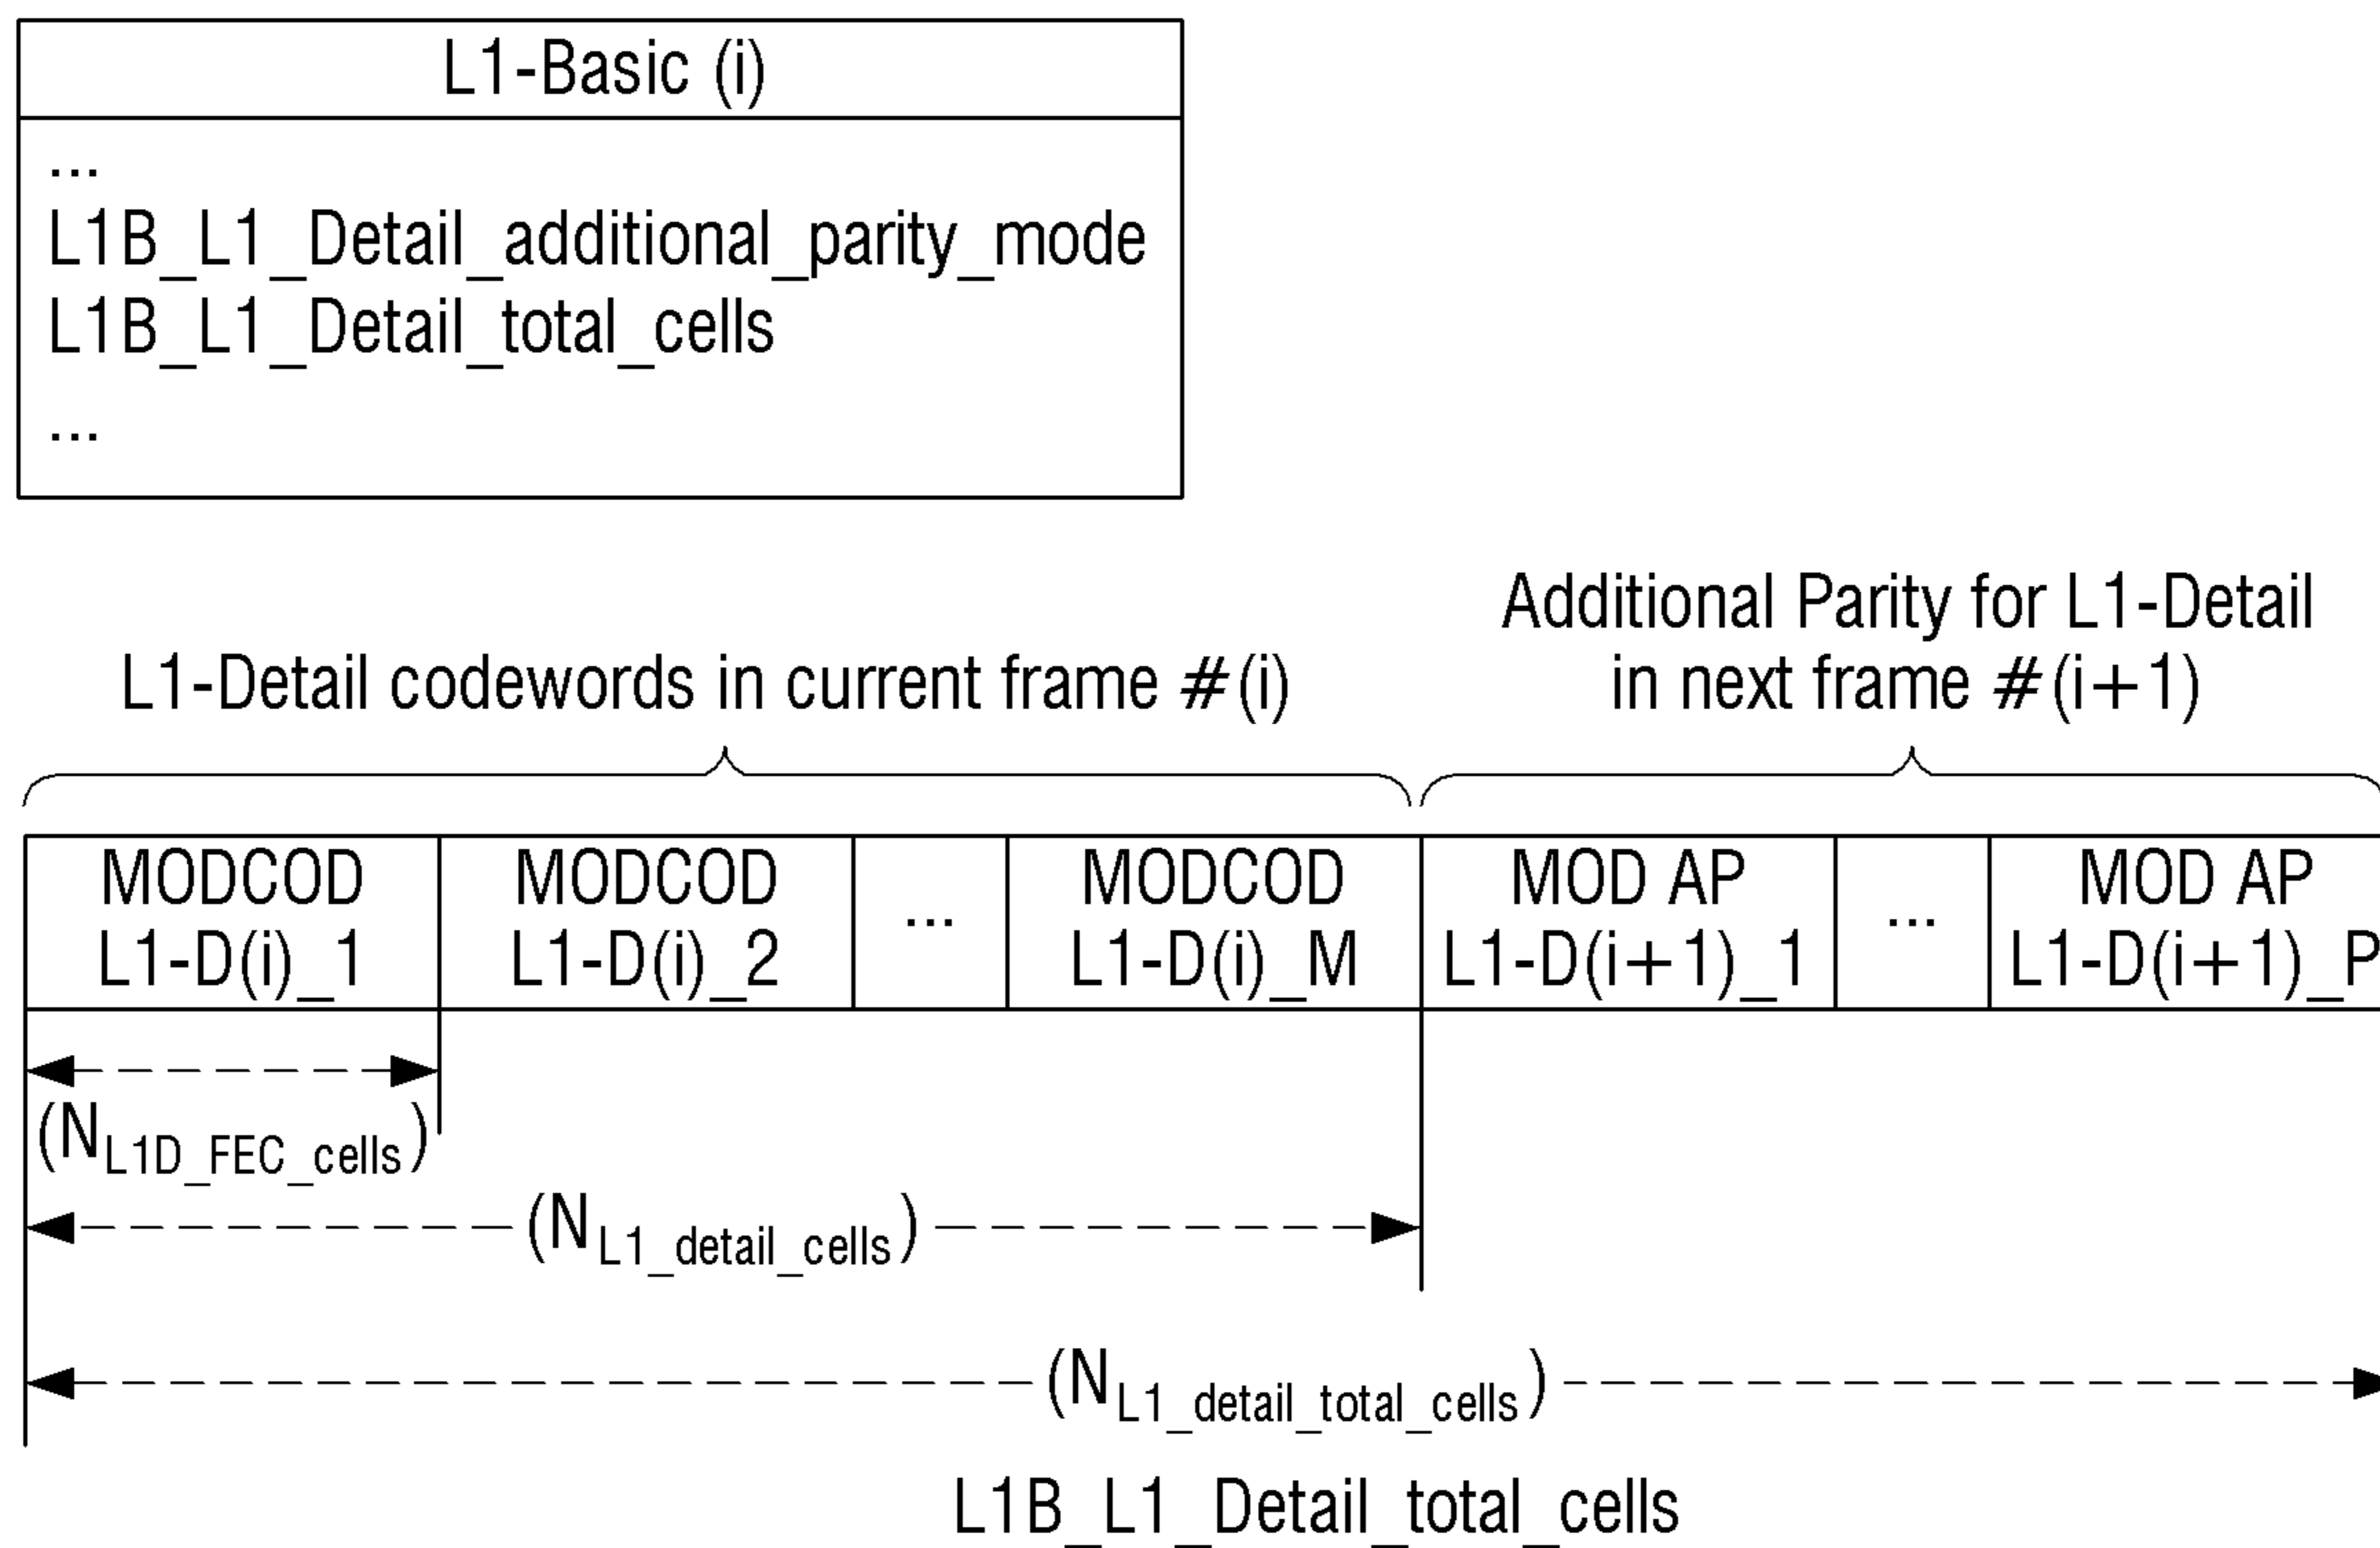 L1-Basic (i)
...
L1B_L1_Detail_additional_parity_mode
L1B_L1_Detail_total_cells
...
Additional Parity for L1-Detail
in next frame #(i+1)
L1-Detail codewords in current frame #(i)
MODCOD
L1-D(i)_1
MODCOD
L1-D(i)_2
...
MODCOD
L1-D(i)_M
MOD AP
L1-D(i+1)_1
...
MOD AP
L1-D(i+1)_P
(NL1D_FEC_cells)
(NL1_detail_cells)
(NL1_detail_total_cells)
L1B_L1_Detail_total_cells